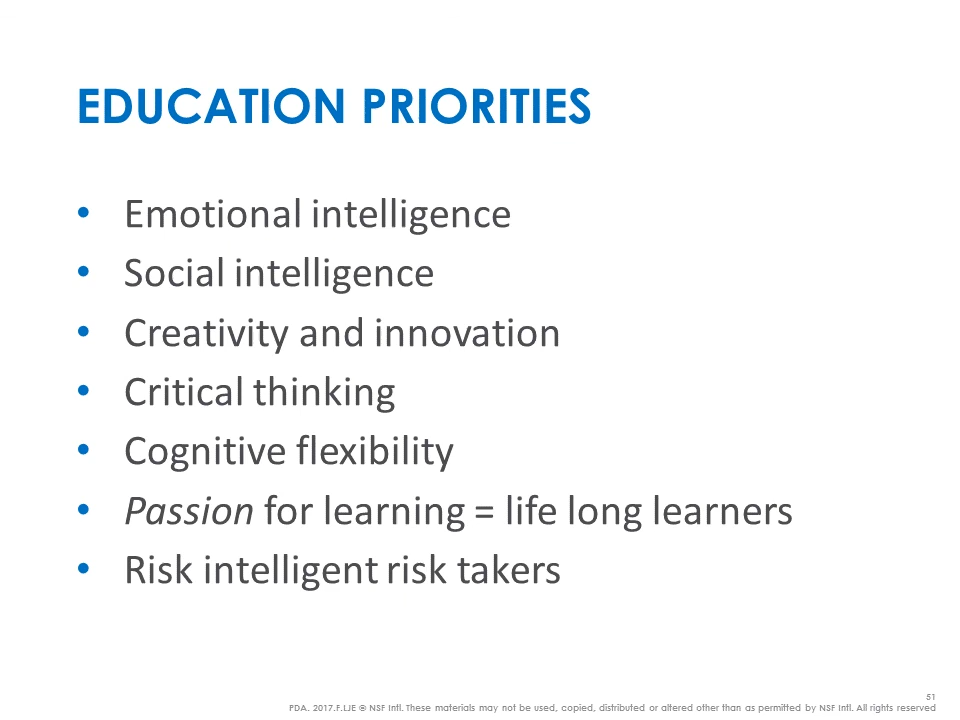 EDUCATION PRIORITIES
• Emotional intelligence
• Social intelligence
• Creativity and innovation
• Critical thinking
• Cognitive flexibility
• Passion for learning = life long learners
• Risk intelligent risk takers
51
PDA. 2017.F.LJE ® NSF Intl. These materials may not be used, copied, distributed or altered other than as permitted by NSF Intl. All rights reserved